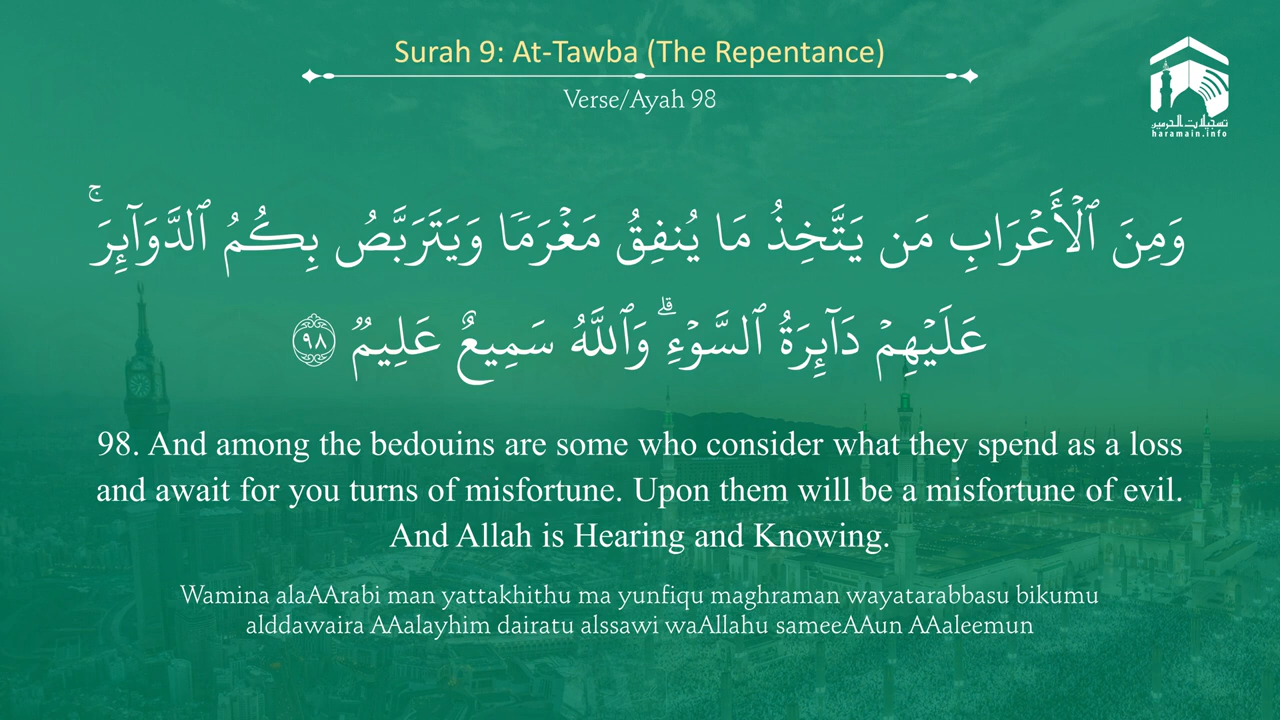 Surah 9: At-Tawba (The Repentance)
Verse/Ayah 98
تسجيلات الحرمين
haramain.info
وَمِنَ ٱلْأَعْرَابِ مَن يَتَّخِذُ مَا يُنفِقُ مَغْرَمًا وَيَتَرَبَّصُ بِكُمُ ٱلدَّوَآئِرَ ۚ
عَلَيْهِمْ دَآئِرَةُ ٱلسَّوْءِ ۗ وَٱللَّهُ سَمِيعٌ عَلِيمٌ ٩٨
98. And among the bedouins are some who consider what they spend as a loss
and await for you turns of misfortune. Upon them will be a misfortune of evil.
And Allah is Hearing and Knowing.
Wamina alaAArabi man yattakhithu ma yunfiqu maghraman wayatarabbasu bikumu
alddawaira AAalayhim dairatu alssawi waAllahu sameeAAun AAaleemun